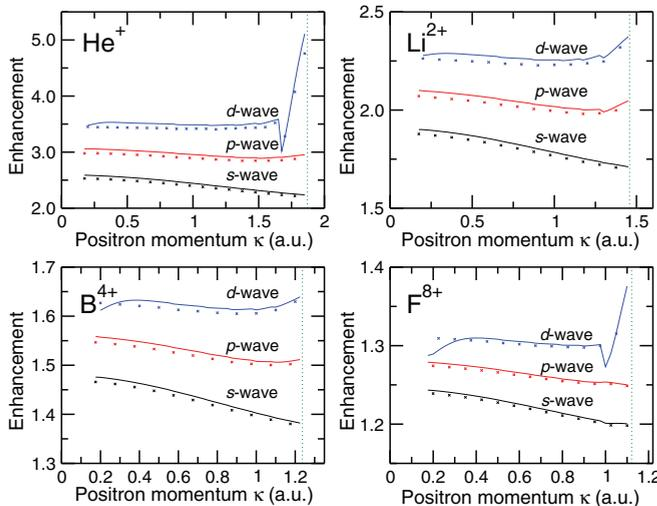 He+
5.0
4.0
3.0
2.0
Enhancement
d-wave
p-wave
s-wave
0
0.5
1
1.5
2
Positron momentum κ (a.u.)
Li2+
2.5
2.0
1.5
Enhancement
d-wave
p-wave
s-wave
0
0.5
1
1.5
Positron momentum κ (a.u.)
B4+
1.7
1.6
1.5
1.4
1.3
Enhancement
d-wave
p-wave
s-wave
0
0.2
0.4
0.6
0.8
1
1.2
Positron momentum κ (a.u.)
F8+
1.4
1.3
1.2
Enhancement
d-wave
p-wave
s-wave
0
0.2
0.4
0.6
0.8
1
1.2
Positron momentum κ (a.u.)